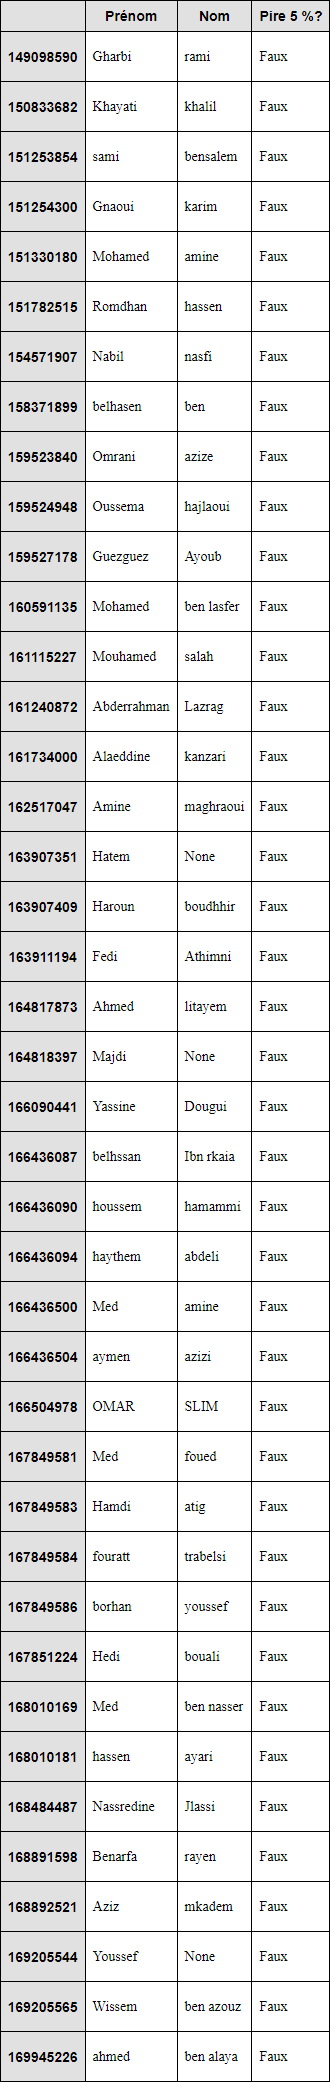 Prénom Nom Pire 5 %?
149098590 Gharbi rami Faux
150833682 Khayati khalil Faux
151253854 sami bensalem Faux
151254300 Gnaoui karim Faux
151330180 Mohamed amine Faux
151782515 Romdhan hassen Faux
154571907 Nabil nasfi Faux
158371899 belhasen ben Faux
159523840 Omrani azize Faux
159524948 Oussema hajlaoui Faux
159527178 Guezguez Ayoub Faux
160591135 Mohamed ben lasfer Faux
161115227 Mouhamed salah Faux
161240872 Abderrahman Lazrag Faux
161734000 Alaeddine kanzari Faux
162517047 Amine maghraoui Faux
163907351 Hatem None Faux
163907409 Haroun boudhhir Faux
163911194 Fedi Athimni Faux
164817873 Ahmed litayem Faux
164818397 Majdi None Faux
166090441 Yassine Dougui Faux
166436087 belhssan Ibn rkaia Faux
166436090 houssem hamammi Faux
166436094 haythem abdeli Faux
166436500 Med amine Faux
166436504 aymen azizi Faux
166504978 OMAR SLIM Faux
167849581 Med foued Faux
167849583 Hamdi atig Faux
167849584 fouratt trabelsi Faux
167849586 borhan youssef Faux
167851224 Hedi bouali Faux
168010169 Med ben nasser Faux
168010181 hassen ayari Faux
168484487 Nassredine Jlassi Faux
168891598 Benarfa rayen Faux
168892521 Aziz mkadem Faux
169205544 Youssef None Faux
169205565 Wissem ben azouz Faux
169945226 ahmed ben alaya Faux